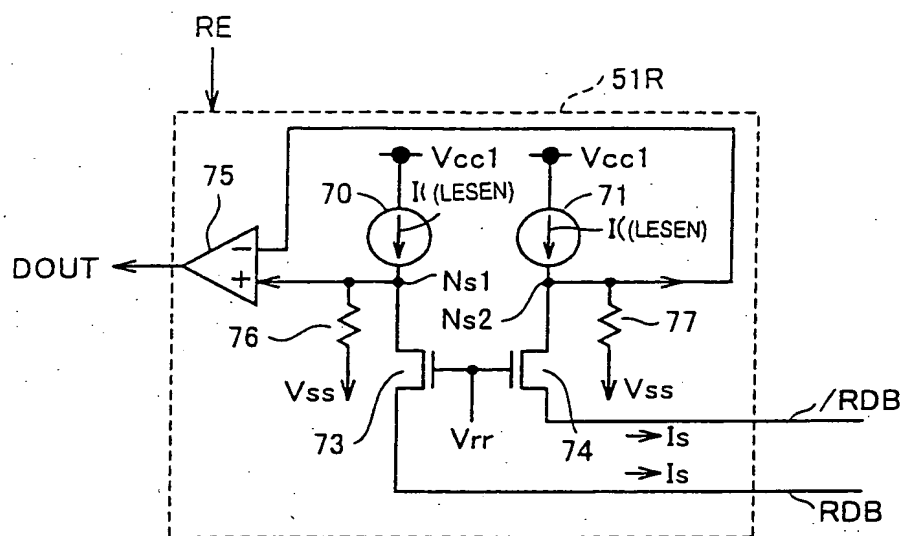 RE
51R
Vcc1
Vcc1
75
70
I((LESEN)
71
I((LESEN)
−
+
DOUT
Ns1
Ns2
76
77
Vss
Vss
73
Vrr
74
/RDB
Is
Is
RDB